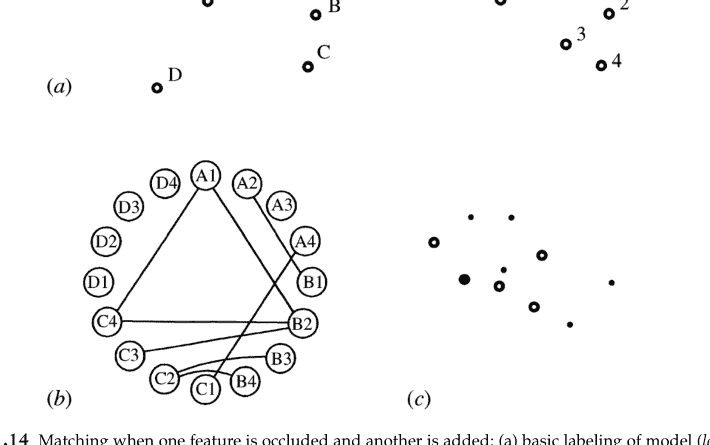 B
2
3
C
4
D
(a)
A1
D4
A2
D3
A3
D2
A4
D1
B1
C4
B2
C3
B3
C2
B4
C1
(b)
(c)
.14 Matching when one feature is occluded and another is added: (a) basic labeling of model